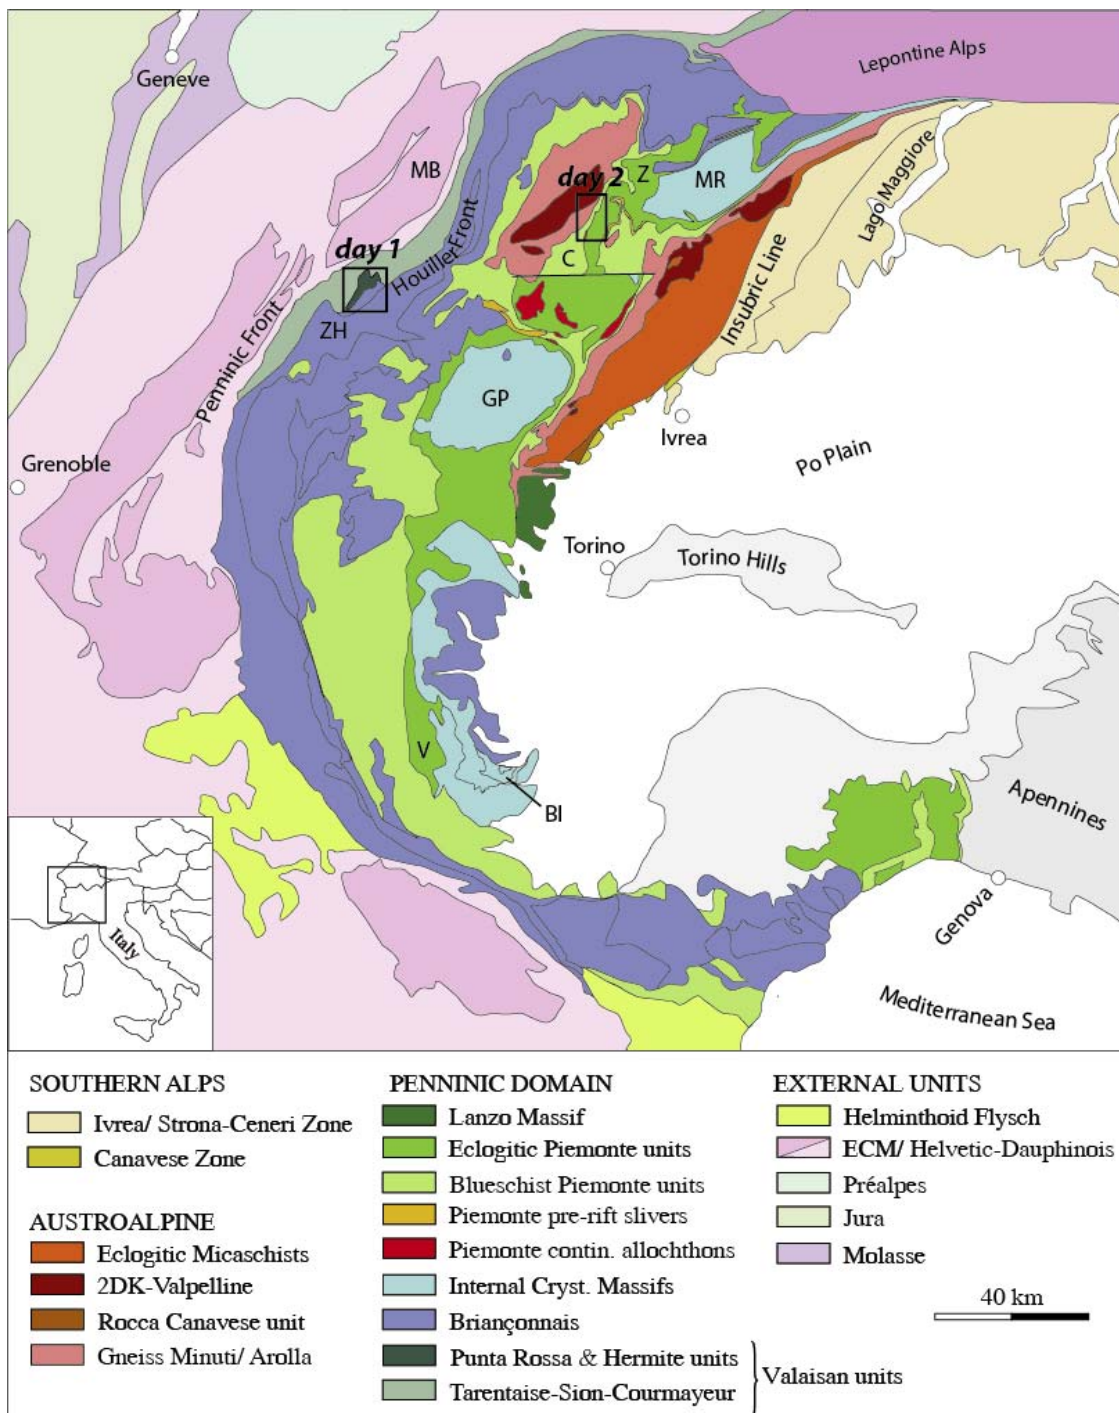 Geneve
Lepontine Alps
MB
day 2
Z
MR
Lago Maggiore
day 1
Houiller Front
C
Insubric Line
ZH
Penninic Front
GP
Ivrea
Po Plain
Grenoble
Torino
Torino Hills
V
BI
Apennines
Genova
Italy
Mediterranean Sea
SOUTHERN ALPS
Ivrea/ Strona-Ceneri Zone
Canavese Zone
AUSTROALPINE
Eclogitic Micaschists
2DK-Valpelline
Rocca Canavese unit
Gneiss Minuti/ Arolla
PENNINIC DOMAIN
Lanzo Massif
Eclogitic Piemonte units
Blueschist Piemonte units
Piemonte pre-rift slivers
Piemonte contin. allochthons
Internal Cryst. Massifs
Briançonnais
Punta Rossa & Hermite units
Tarentaise-Sion-Courmayeur
Valaisan units
EXTERNAL UNITS
Helminthoid Flysch
ECM/ Helvetic-Dauphinois
Préalpes
Jura
Molasse
40 km